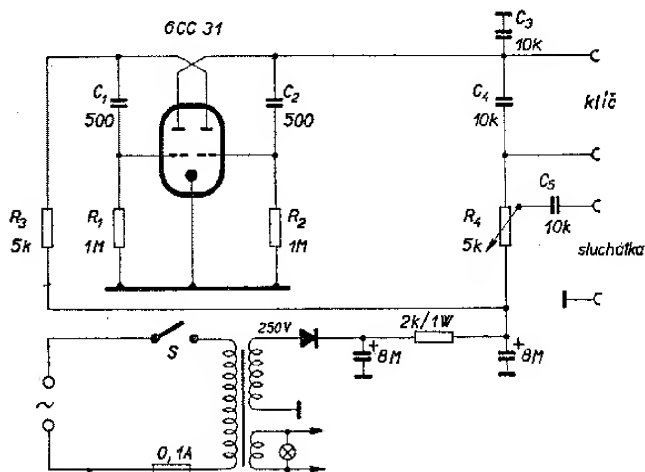 6CC 31
C3
10k
C1
500
C2
500
C4
10k
klíč
C5
10k
R3
5k
R1
1M
R2
1M
R4
5k
sluchátka
S
250V
2k/1W
+
8M
+
8M
~
0,1A